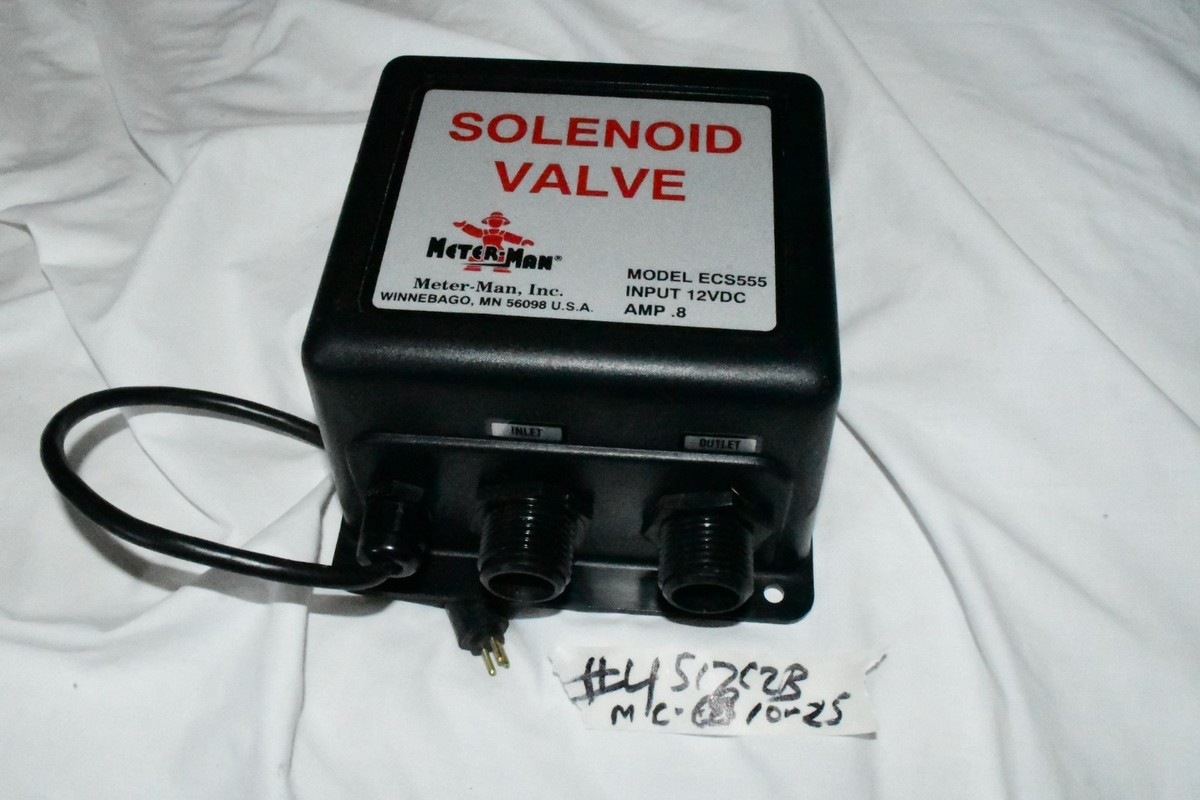 SOLENOID
VALVE
METER-MAN®
Meter-Man, Inc.
WINNEBAGO, MN 56098 U.S.A.
MODEL ECS555
INPUT 12VDC
AMP .8
INLET
OUTLET
10-25